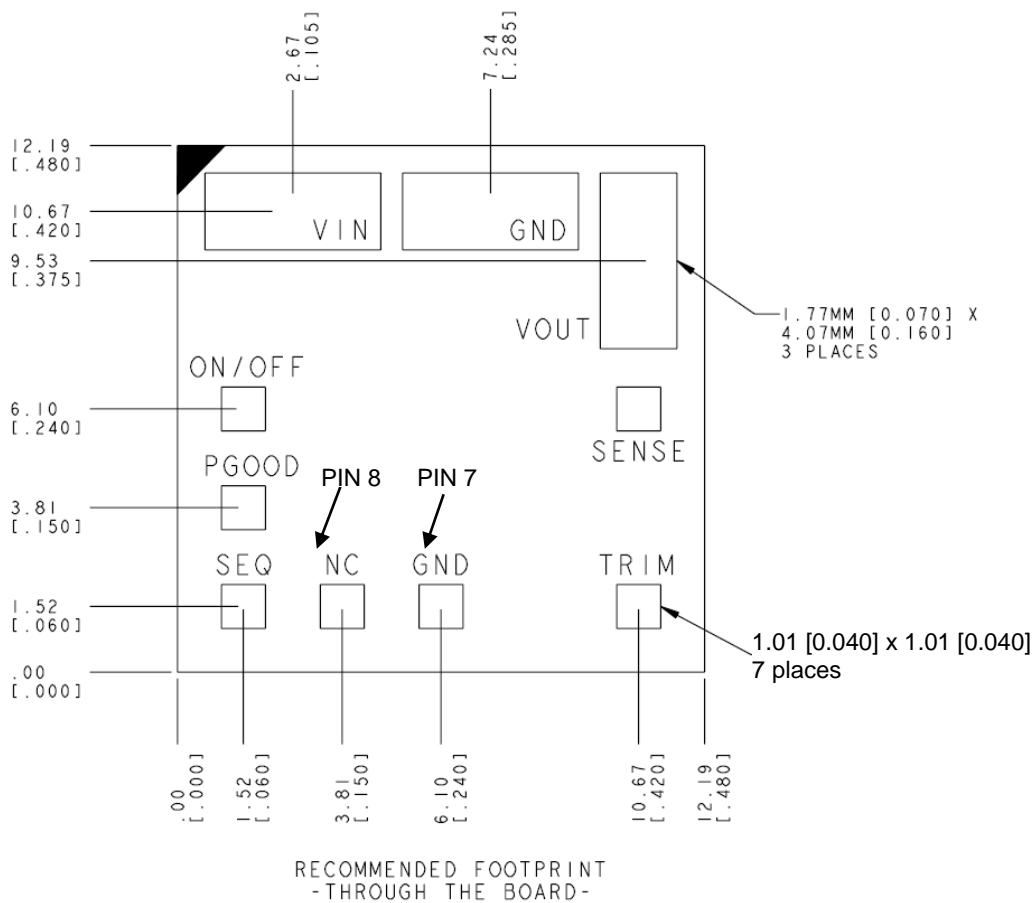 2.67
[.105]
7.24
[.285]
12.19
[.480]
10.67
[.420]
VIN
GND
9.53
[.375]
VOUT
1.77MM [0.070] X
4.07MM [0.160]
3 PLACES
ON/OFF
6.10
[.240]
SENSE
PGOOD
PIN 8
PIN 7
3.81
[.150]
SEQ
NC
GND
TRIM
1.52
[.060]
1.01 [0.040] x 1.01 [0.040]
7 places
.00
[.000]
.00
[.000]
1.52
[.060]
3.81
[.150]
6.10
[.240]
10.67
[.420]
12.19
[.480]
RECOMMENDED FOOTPRINT
-THROUGH THE BOARD-